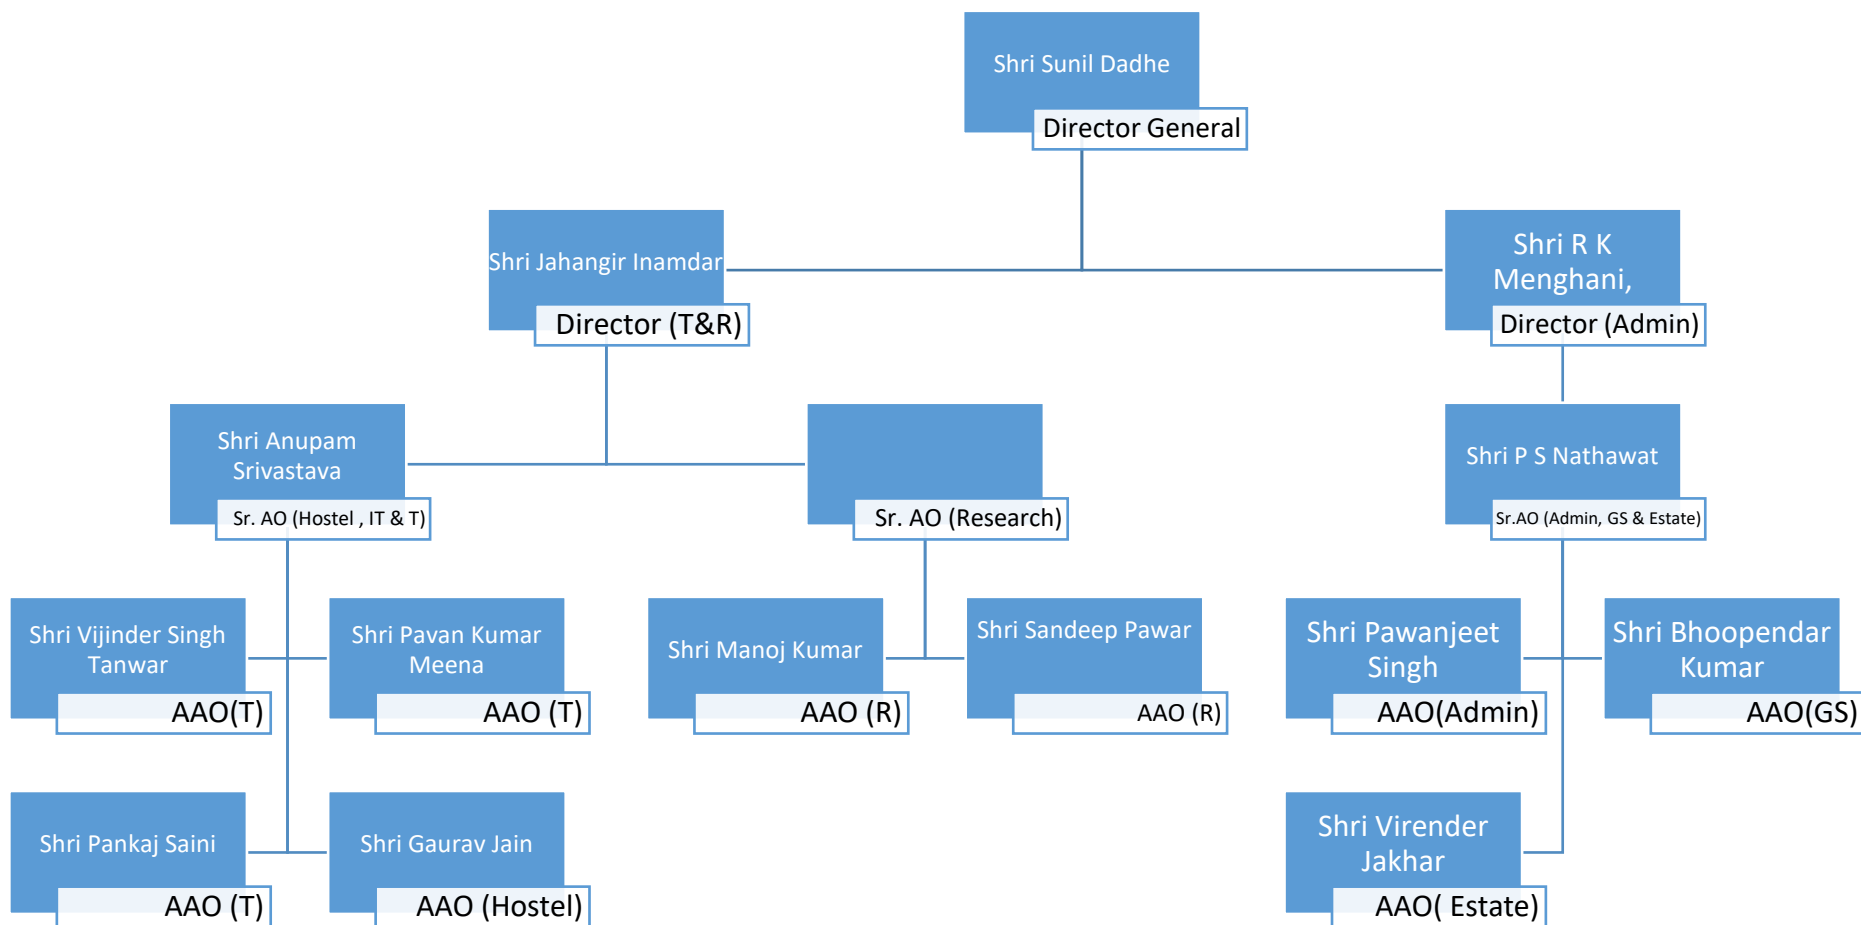 Shri Sunil Dadhe
Director General
Shri Jahangir Inamdar
Director (T&R)
Shri R K
Menghani,
Director (Admin)
Shri Anupam
Srivastava
Sr. AO (Hostel , IT & T)
Sr. AO (Research)
Shri P S Nathawat
Sr.AO (Admin, GS & Estate)
Shri Vijinder Singh
Tanwar
AAO(T)
Shri Pavan Kumar
Meena
AAO (T)
Shri Manoj Kumar
AAO (R)
Shri Sandeep Pawar
AAO (R)
Shri Pawanjeet
Singh
AAO(Admin)
Shri Bhoopendar
Kumar
AAO(GS)
Shri Pankaj Saini
AAO (T)
Shri Gaurav Jain
AAO (Hostel)
Shri Virender
Jakhar
AAO( Estate)